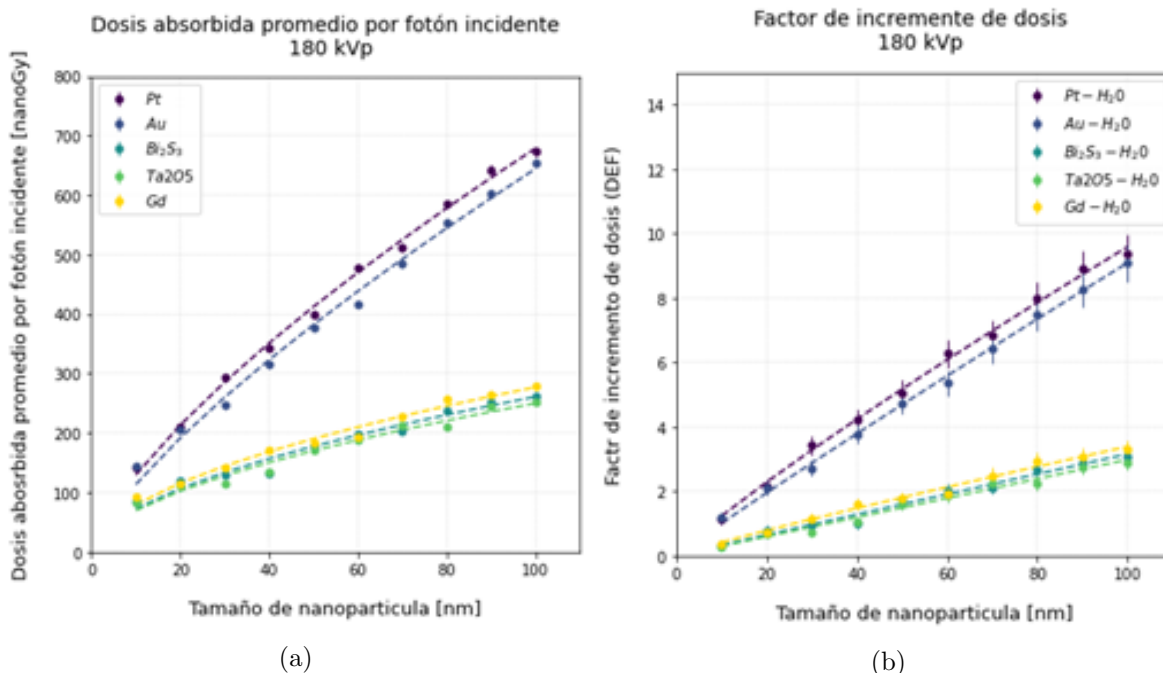 Dosis absorbida promedio por fotón incidente
180 kVp
Dosis abosrbida promedio por fotón incidente [nanoGy]
800
700
600
500
400
300
200
100
0
Pt
Au
Bi₂S₃
Ta2O5
Gd
0 20 40 60 80 100
Tamaño de nanoparticula [nm]
(a)
Factor de incremente de dosis
180 kVp
Factr de incremento de dosis (DEF)
14
12
10
8
6
4
2
0
Pt − H₂0
Au − H₂0
Bi₂S₃ − H₂0
Ta2O5 − H₂0
Gd − H₂0
0 20 40 60 80 100
Tamaño de nanoparticula [nm]
(b)